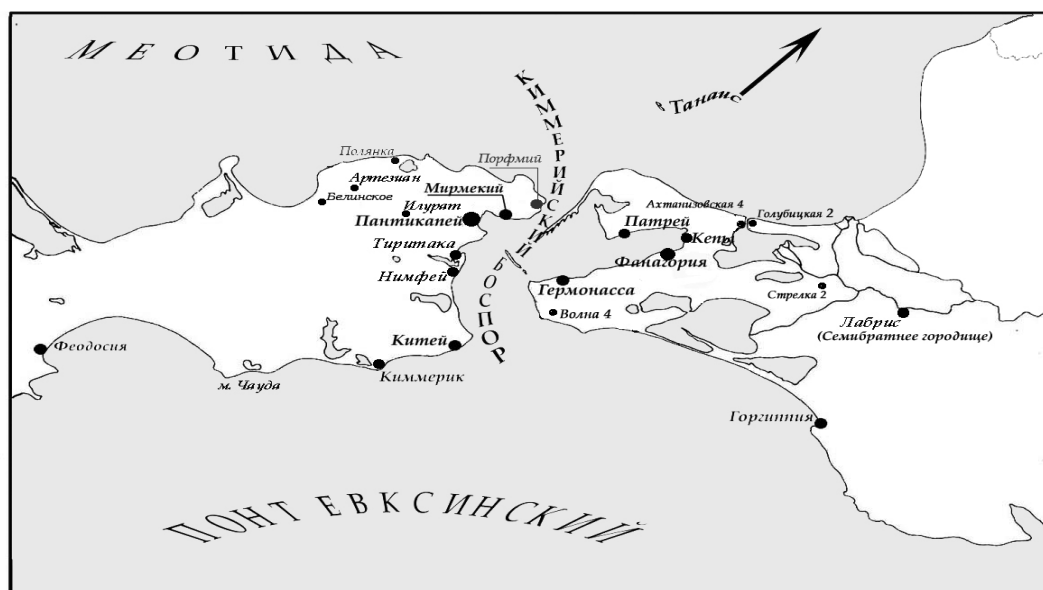 МЕОТИДА
КИММЕРИЙСКИЙ
БОСПОР
Танаис
Полянка
Порфмий
Артезиан
Мирмекий
Белинское
Илурат
Пантикапей
Ахтанизовская 4
Голубицкая 2
Патрей
Кепы
Тиритака
Фанагория
Нимфей
Гермонасса
Стрелка 2
Волна 4
Лабрис
(Семибратнее городище)
Китей
Феодосия
Киммерик
м. Чауда
Горгиппия
ПОНТ ЕВКСИНСКИЙ